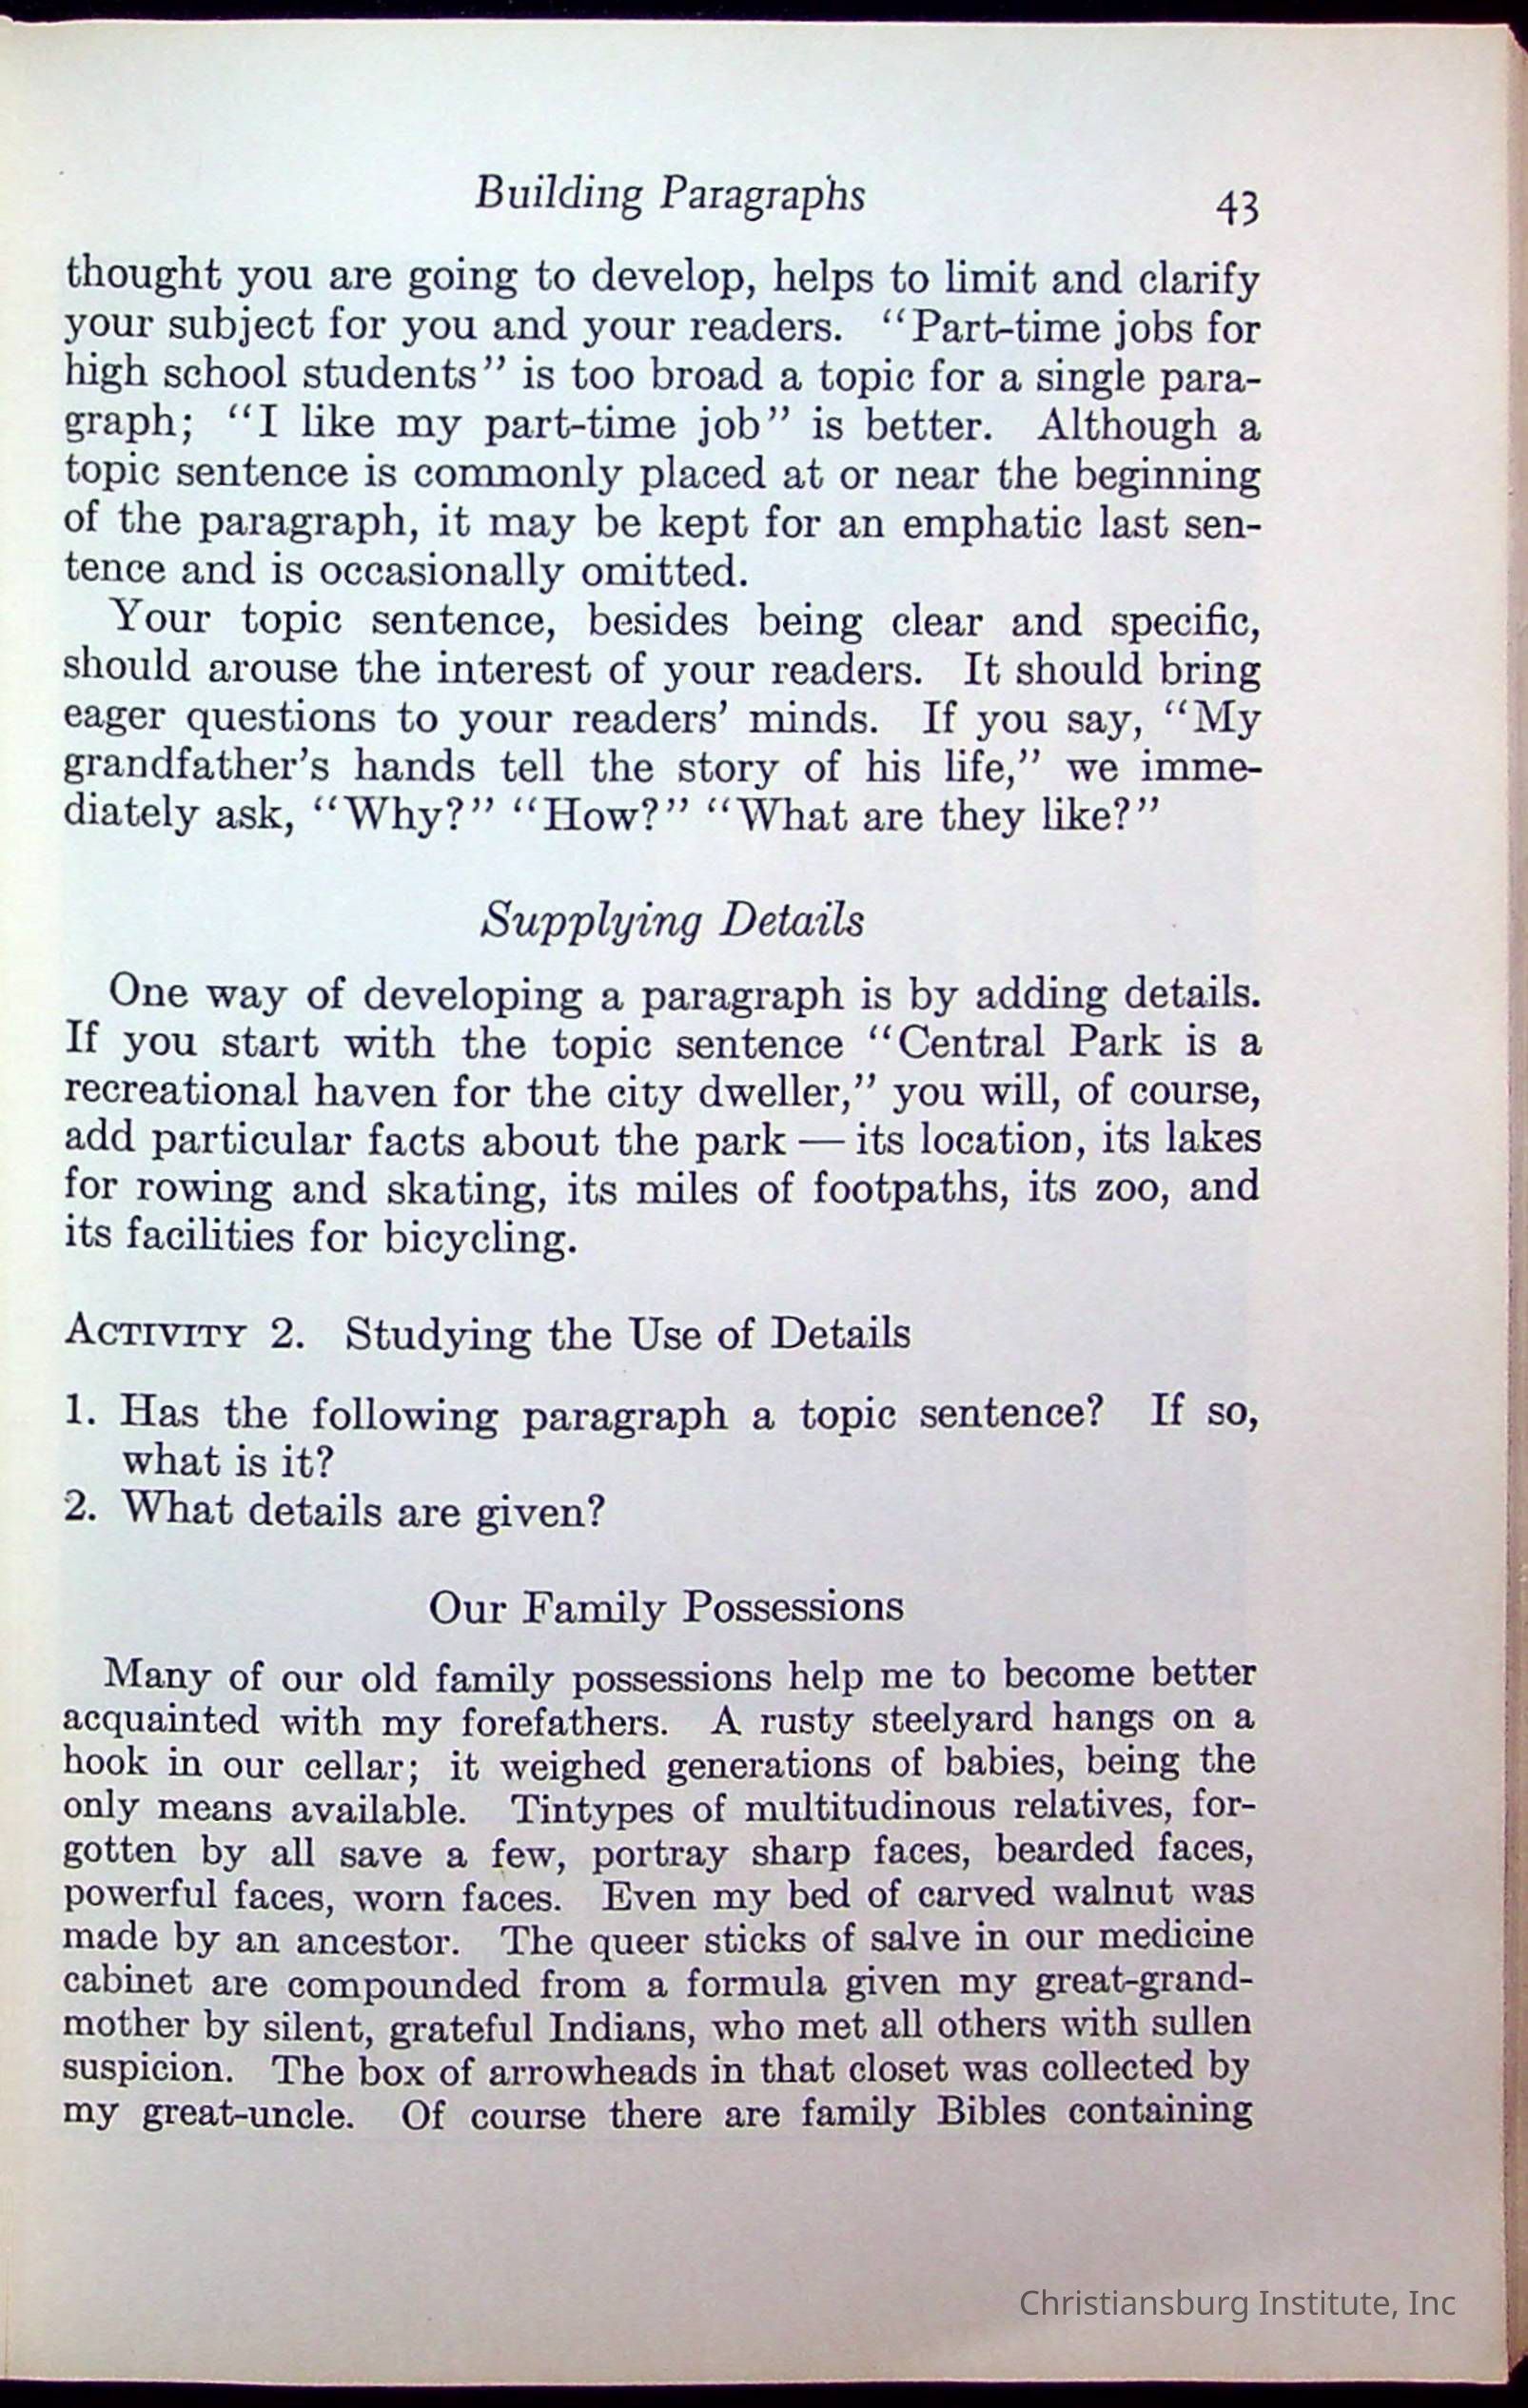 Building Paragraphs 43
thought you are going to develop, helps to limit and clarify
your subject for you and your readers. “Part-time jobs for
high school students” is too broad a topic for a single para-
graph; “I like my part-time job” is better. Although a
topic sentence is commonly placed at or near the beginning
of the paragraph, it may be kept for an emphatic last sen-
tence and is occasionally omitted.
Your topic sentence, besides being clear and specific,
should arouse the interest of your readers. It should bring
eager questions to your readers’ minds. If you say, “My
grandfather’s hands tell the story of his life,” we imme-
diately ask, “Why?” “How?” “What are they like?”
Supplying Details
One way of developing a paragraph is by adding details.
If you start with the topic sentence “Central Park is a
recreational haven for the city dweller,” you will, of course,
add particular facts about the park — its location, its lakes
for rowing and skating, its miles of footpaths, its zoo, and
its facilities for bicycling.
ACTIVITY 2. Studying the Use of Details
1. Has the following paragraph a topic sentence? If so,
what is it?
2. What details are given?
Our Family Possessions
Many of our old family possessions help me to become better
acquainted with my forefathers. A rusty steelyard hangs on a
hook in our cellar; it weighed generations of babies, being the
only means available. Tintypes of multitudinous relatives, for-
gotten by all save a few, portray sharp faces, bearded faces,
powerful faces, worn faces. Even my bed of carved walnut was
made by an ancestor. The queer sticks of salve in our medicine
cabinet are compounded from a formula given my great-grand-
mother by silent, grateful Indians, who met all others with sullen
suspicion. The box of arrowheads in that closet was collected by
my great-uncle. Of course there are family Bibles containing
Christiansburg Institute, Inc